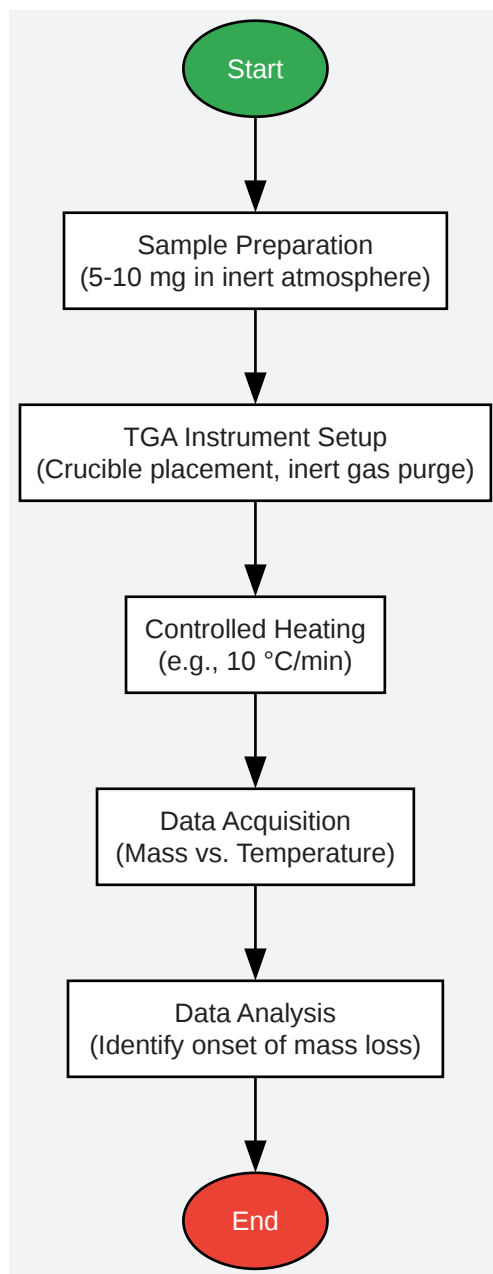 Start
Sample Preparation
(5-10 mg in inert atmosphere)
TGA Instrument Setup
(Crucible placement, inert gas purge)
Controlled Heating
(e.g., 10 °C/min)
Data Acquisition
(Mass vs. Temperature)
Data Analysis
(Identify onset of mass loss)
End